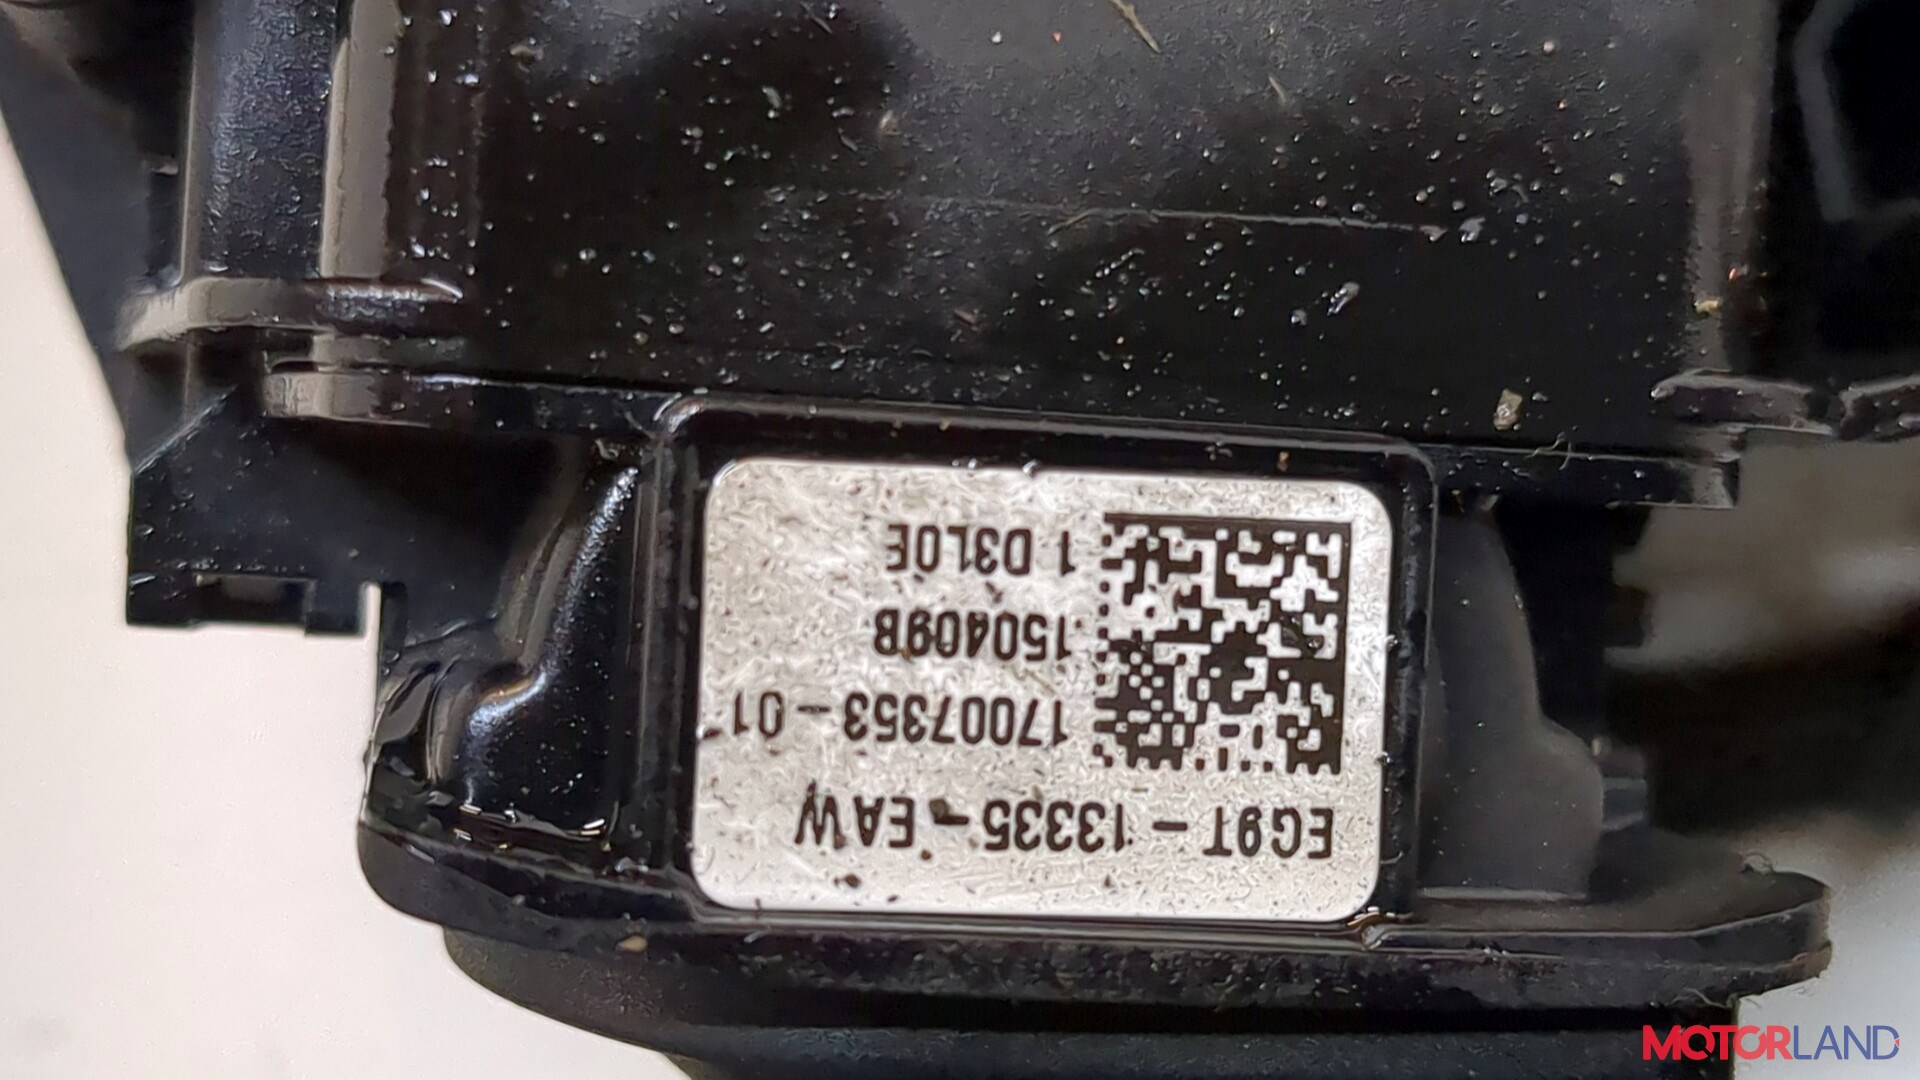 EG9T-13335-EAW
17007353-01
150409B
1 D3L0E
MOTORLAND